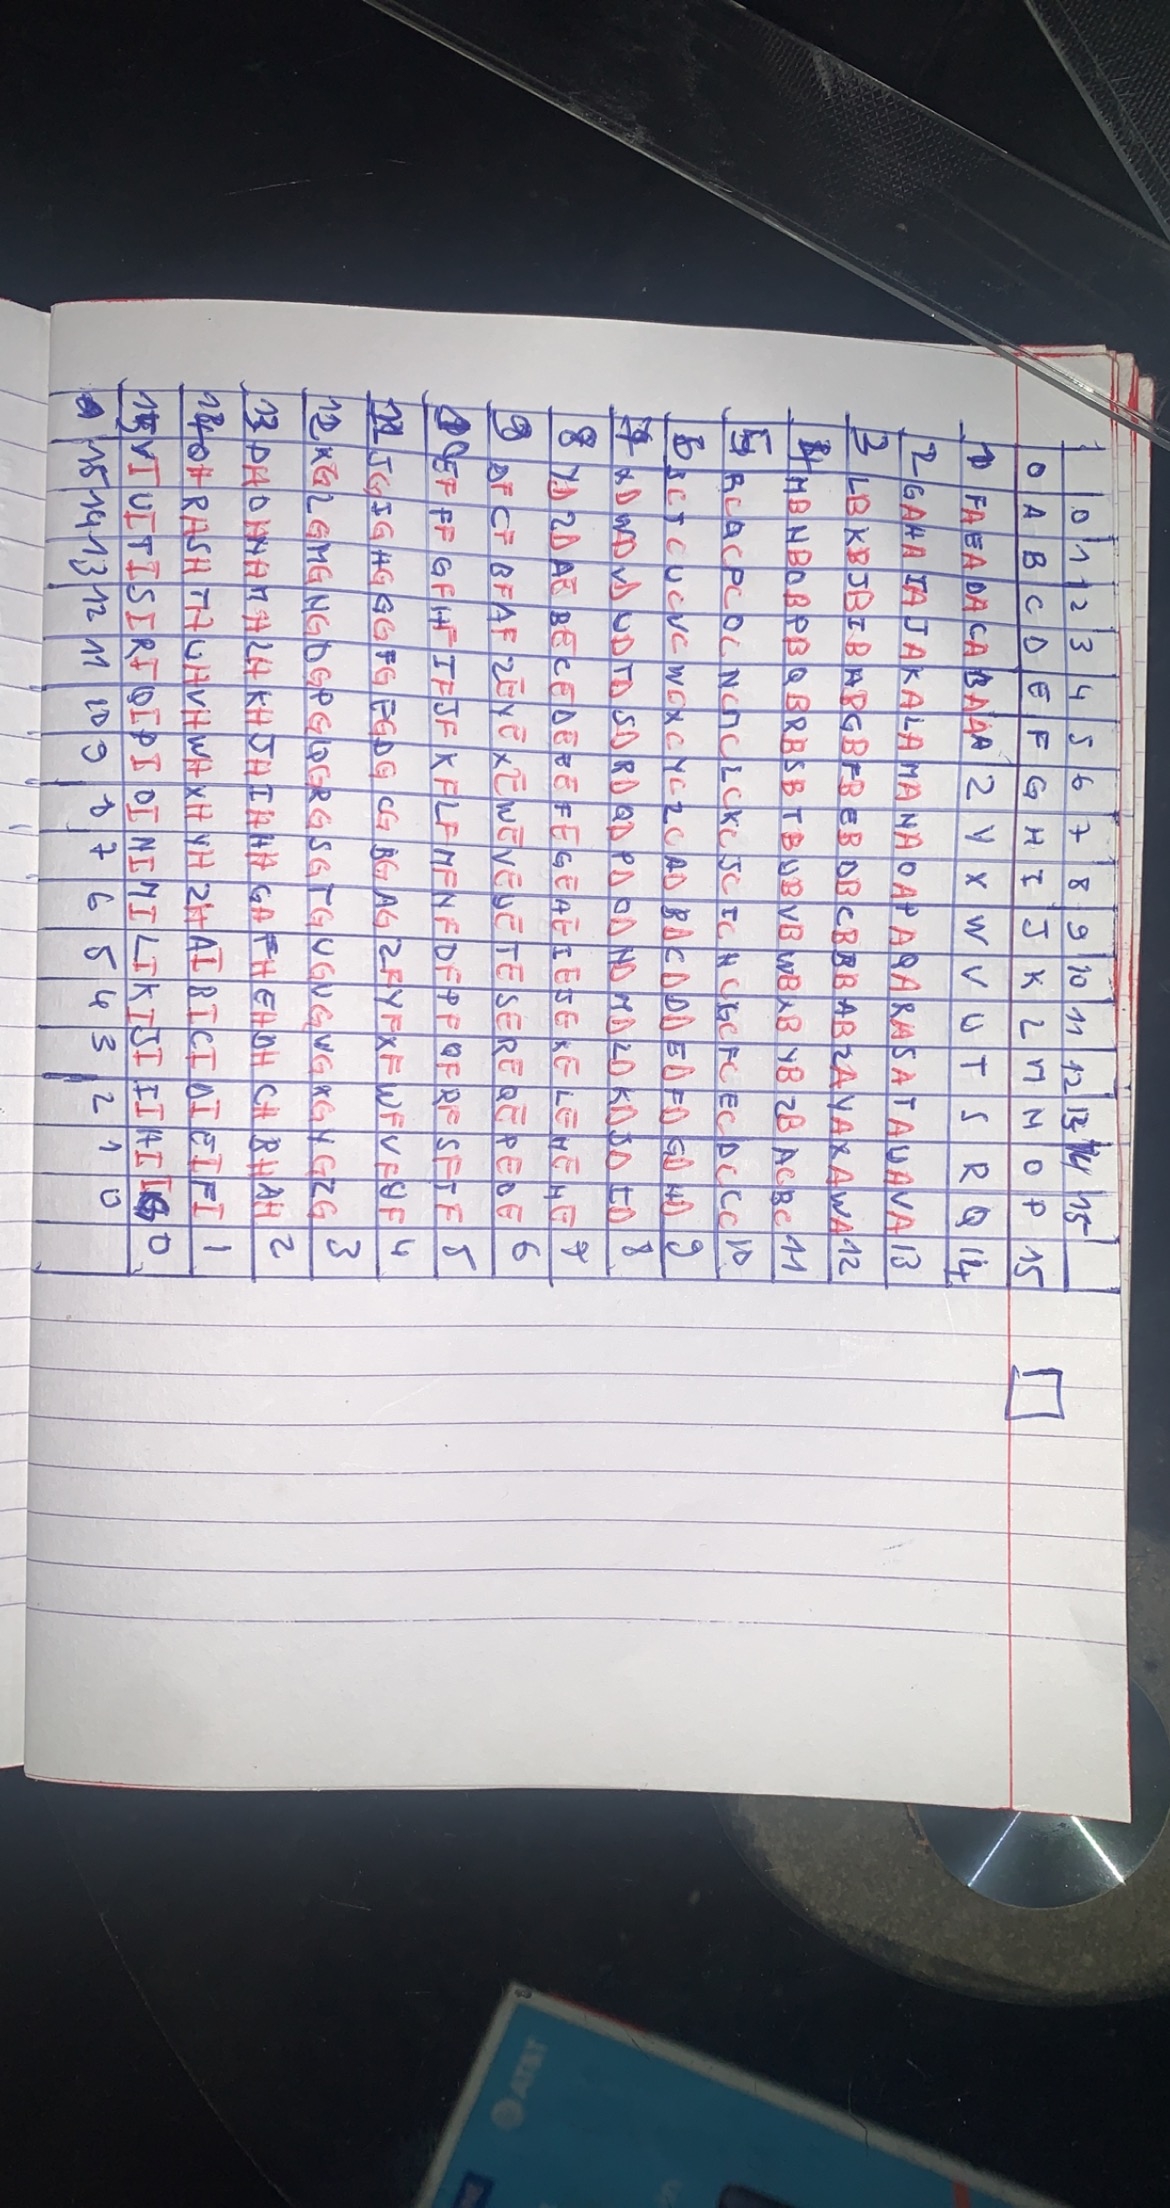 0 1 2 3 4 5 6 7 8 9 10 11 12 13 14 15
0 A B C D E F G H I J K L M N O P 15
1 FA EA DA CA BA AA Z Y X W V U T S R Q 14
2 GA HA IA JA KA LA MA NA OA PA QA RA SA TA UA VA 13
3 LB KB JB IB HB GB FB EB DB CB BB AB ZA YA XA WA 12
4 MB NB OB PB QB RB SB TB UB VB WB XB YB ZB AC BC 11
5 RC QC PC OC NC MC LC KC JC IC HC GC FC EC DC CC 10
6 SC TC UC VC WC XC YC ZC AD BD CD DD ED FD GD HD 9
7 XD WD VD UD TD SD RD QD PD OD ND MD LD KD JD ID 8
8 YD ZD AE BE CE DE EE FE GE HE IE JE KE LE ME NE 7
9 DF CF BF AF ZE YE XE WE VE UE TE SE RE QE PE OE 6
10 EF FF GF HF IF JF KF LF MF NF OF PF QF RF SF TF 5
11 JG IG HG GG FG EG DG CG BG AG ZF YF XF WF VF UF 4
12 KG LG MG NG OG PG QG RG SG TG UG VG WG XG YG ZG 3
13 PH OH NH MH LH KH JH IH HH GH FH EH DH CH BH AH 2
14 QH RH SH TH UH VH WH XH YH ZH AI BI CI DI EI FI 1
15 VI UI TI SI RI QI PI OI NI MI LI KI JI II HI IG 0
15 14 13 12 11 10 9 8 7 6 5 4 3 2 1 0
AT&T